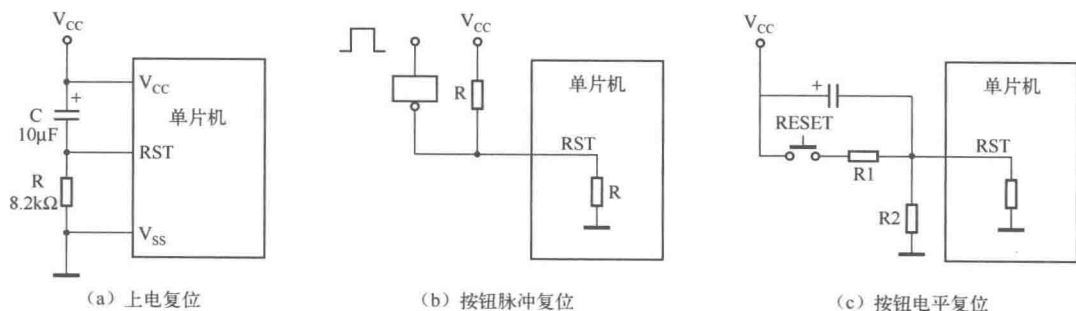 V_CC
V_CC
单片机
C
10μF
RST
R
8.2kΩ
V_SS
(a) 上电复位
V_CC
R
单片机
RST
R
(b) 按钮脉冲复位
V_CC
RESET
R1
R2
单片机
RST
(c) 按钮电平复位